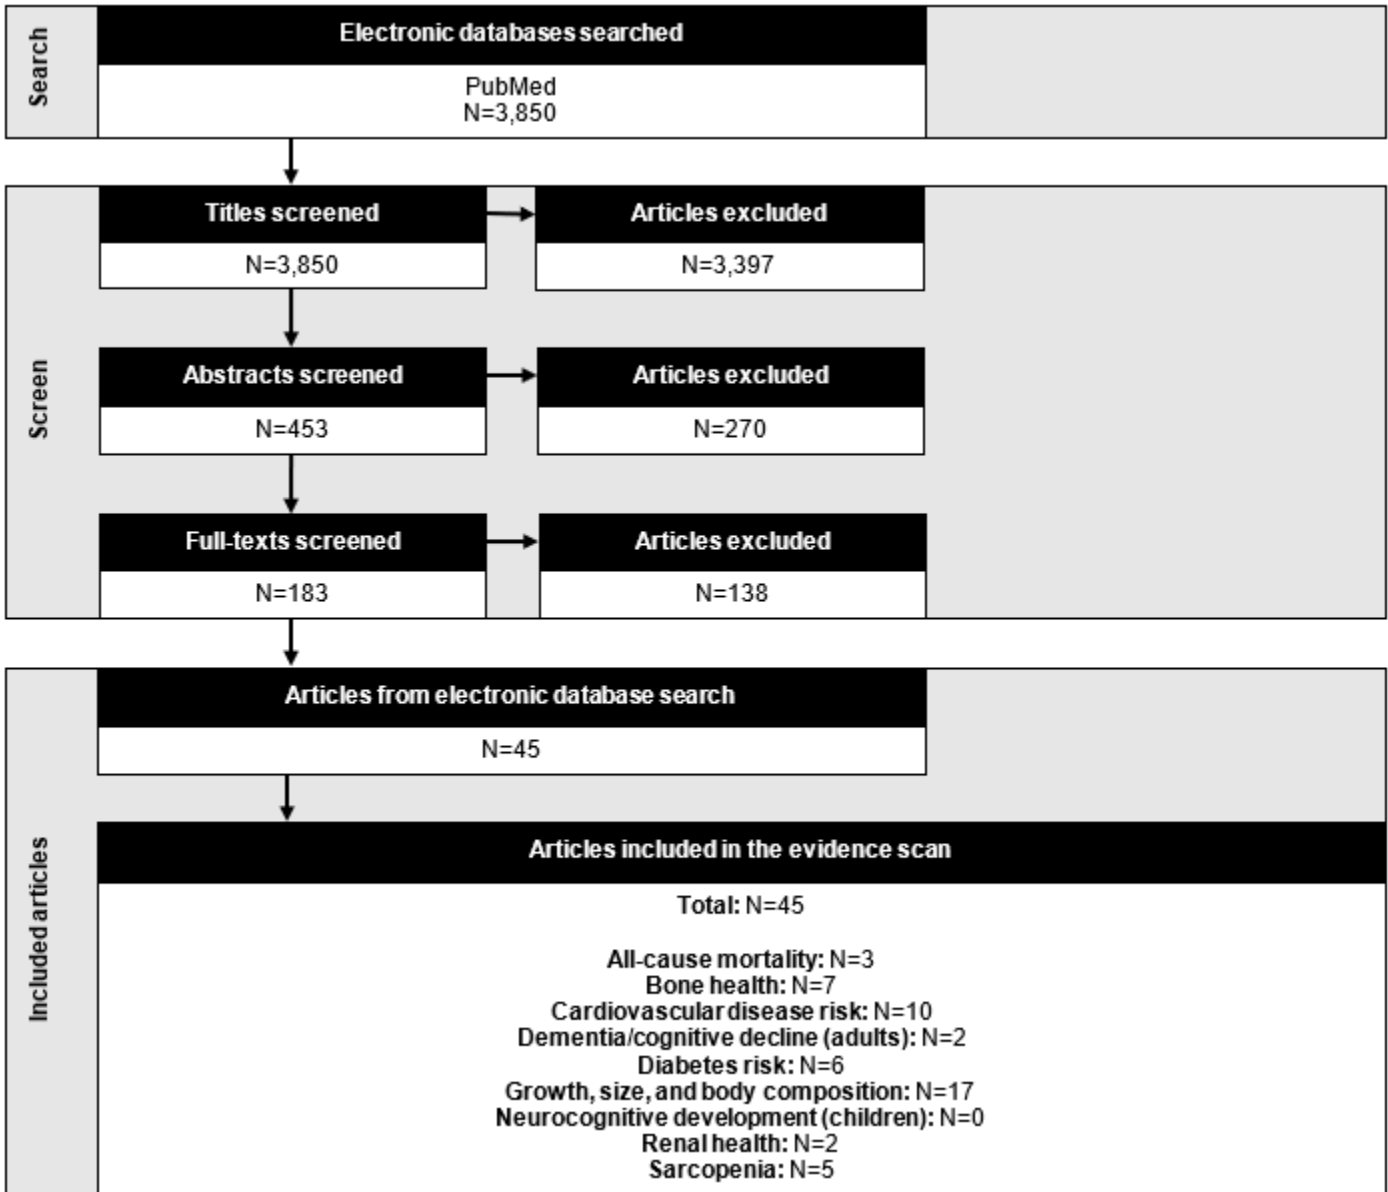 Search
Electronic databases searched
PubMed
N=3,850
Screen
Titles screened
Articles excluded
N=3,850
N=3,397
Abstracts screened
Articles excluded
N=453
N=270
Full-texts screened
Articles excluded
N=183
N=138
Included articles
Articles from electronic database search
N=45
Articles included in the evidence scan
Total: N=45
All-cause mortality: N=3
Bone health: N=7
Cardiovascular disease risk: N=10
Dementia/cognitive decline (adults): N=2
Diabetes risk: N=6
Growth, size, and body composition: N=17
Neurocognitive development (children): N=0
Renal health: N=2
Sarcopenia: N=5